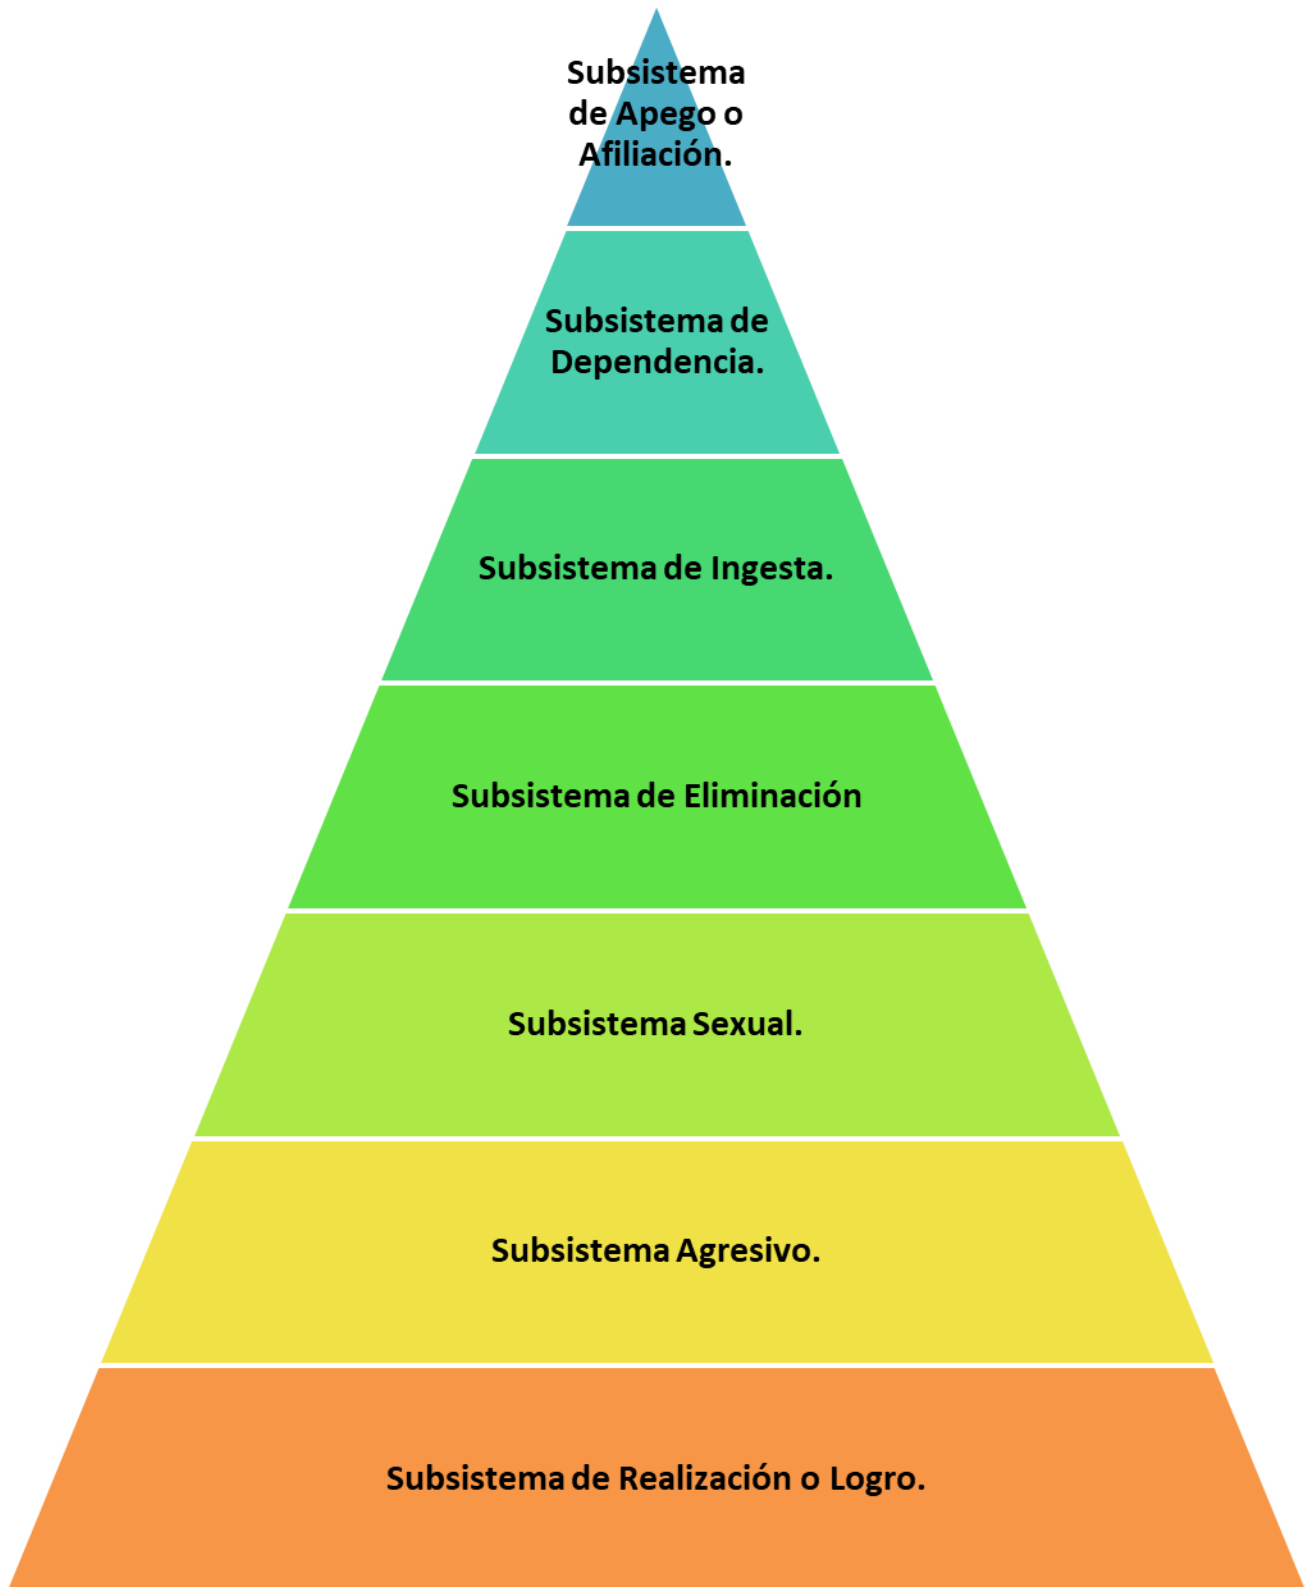 Subsistema
de Apego o
Afiliación.
Subsistema de
Dependencia.
Subsistema de Ingesta.
Subsistema de Eliminación
Subsistema Sexual.
Subsistema Agresivo.
Subsistema de Realización o Logro.